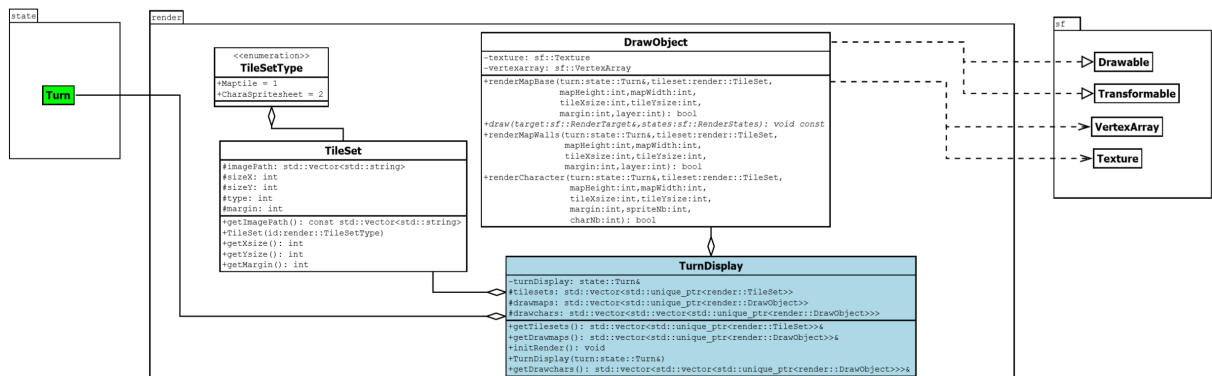 state
Turn
render
<<enumeration>>
TileSetType
+Maptile = 1
+CharaSpritesheet = 2
TileSet
#imagePath: std::vector<std::string>
#sizeX: int
#sizeY: int
#type: int
#margin: int
+getImagePath(): const std::vector<std::string>
+TileSet(id:render::TileSetType)
+getXsize(): int
+getYsize(): int
+getMargin(): int
DrawObject
-texture: sf::Texture
-vertexarray: sf::VertexArray
+renderMapBase(turn:state::Turn&,tileset:render::TileSet,
mapHeight:int,mapWidth:int,
tileXsize:int,tileYsize:int,
margin:int,layer:int): bool
+draw(target:sf::RenderTarget&,states:sf::RenderStates): void const
+renderMapWalls(turn:state::Turn&,tileset:render::TileSet,
mapHeight:int,mapWidth:int,
tileXsize:int,tileYsize:int,
margin:int,layer:int): bool
+renderCharacter(turn:state::Turn&,tileset:render::TileSet,
mapHeight:int,mapWidth:int,
tileXsize:int,tileYsize:int,
margin:int,spriteNb:int,
charNb:int): bool
TurnDisplay
-turnDisplay: state::Turn&
#tilesets: std::vector<std::unique_ptr<render::TileSet>>
#drawmaps: std::vector<std::unique_ptr<render::DrawObject>>
#drawchars: std::vector<std::vector<std::unique_ptr<render::DrawObject>>>
+getTilesets(): std::vector<std::unique_ptr<render::TileSet>>&
+getDrawmaps(): std::vector<std::unique_ptr<render::DrawObject>>&
+initRender(): void
+TurnDisplay(turn:state::Turn&)
+getDrawchars(): std::vector<std::vector<std::unique_ptr<render::DrawObject>>>&
sf
Drawable
Transformable
VertexArray
Texture